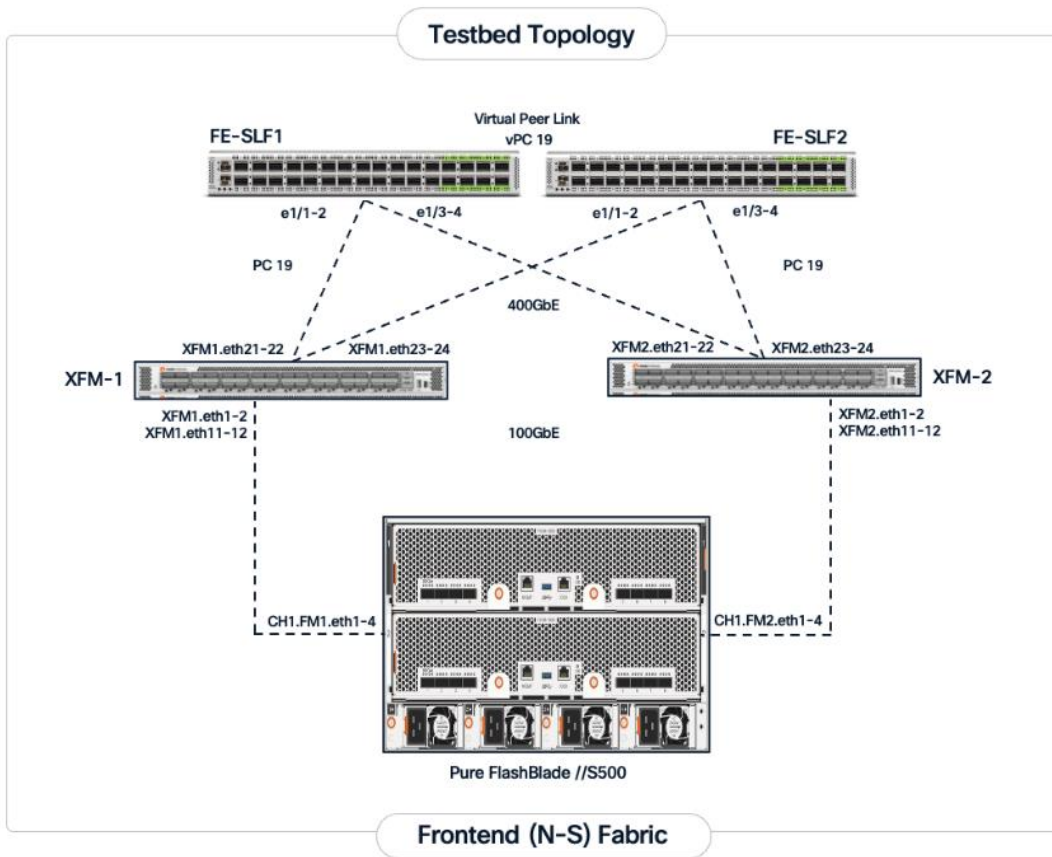 Testbed Topology
Virtual Peer Link
FE-SLF1
vPC 19
FE-SLF2
e1/1-2
e1/3-4
e1/1-2
e1/3-4
PC 19
PC 19
400GbE
XFM1.eth21-22
XFM1.eth23-24
XFM2.eth21-22
XFM2.eth23-24
XFM-1
XFM-2
XFM1.eth1-2
XFM1.eth11-12
100GbE
XFM2.eth1-2
XFM2.eth11-12
CH1.FM1.eth1-4
CH1.FM2.eth1-4
Pure FlashBlade //S500
Frontend (N-S) Fabric